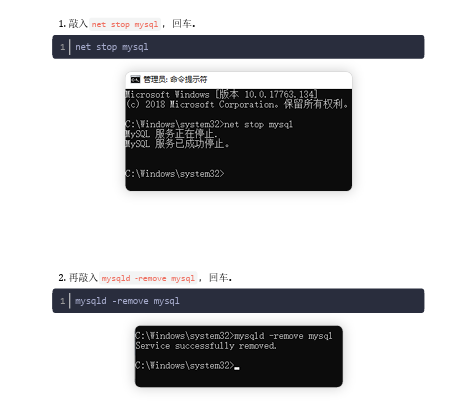 1. 敲入 net stop mysql ，回车。
1 net stop mysql
管理员: 命令提示符
Microsoft Windows [版本 10.0.17763.134]
(c) 2018 Microsoft Corporation。保留所有权利。
C:\Windows\system32>net stop mysql
MySQL 服务正在停止.
MySQL 服务已成功停止。
C:\Windows\system32>
2. 再敲入 mysqld -remove mysql ，回车。
1 mysqld -remove mysql
C:\Windows\system32>mysqld -remove mysql
Service successfully removed.
C:\Windows\system32>